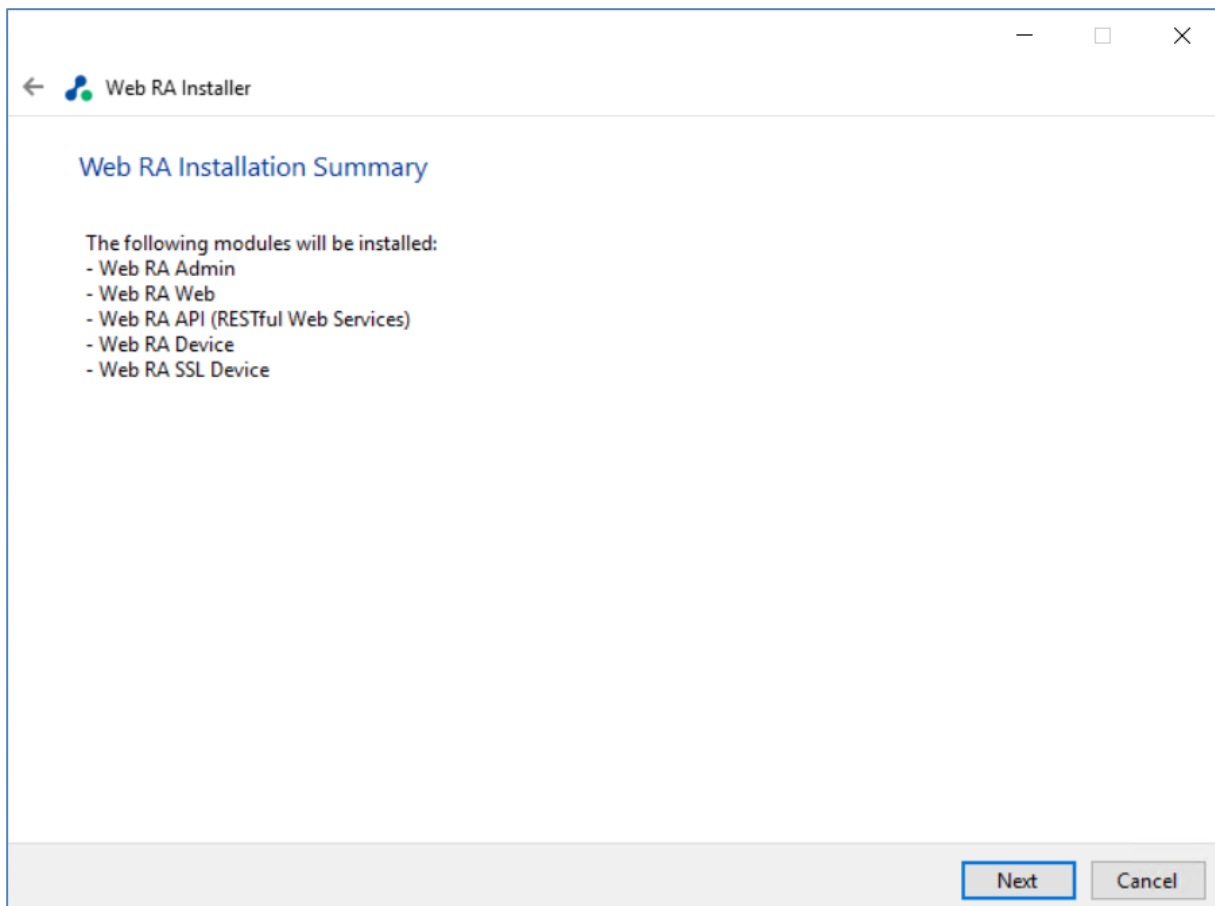 Web RA Installer
Web RA Installation Summary
The following modules will be installed:
- Web RA Admin
- Web RA Web
- Web RA API (RESTful Web Services)
- Web RA Device
- Web RA SSL Device
Next Cancel